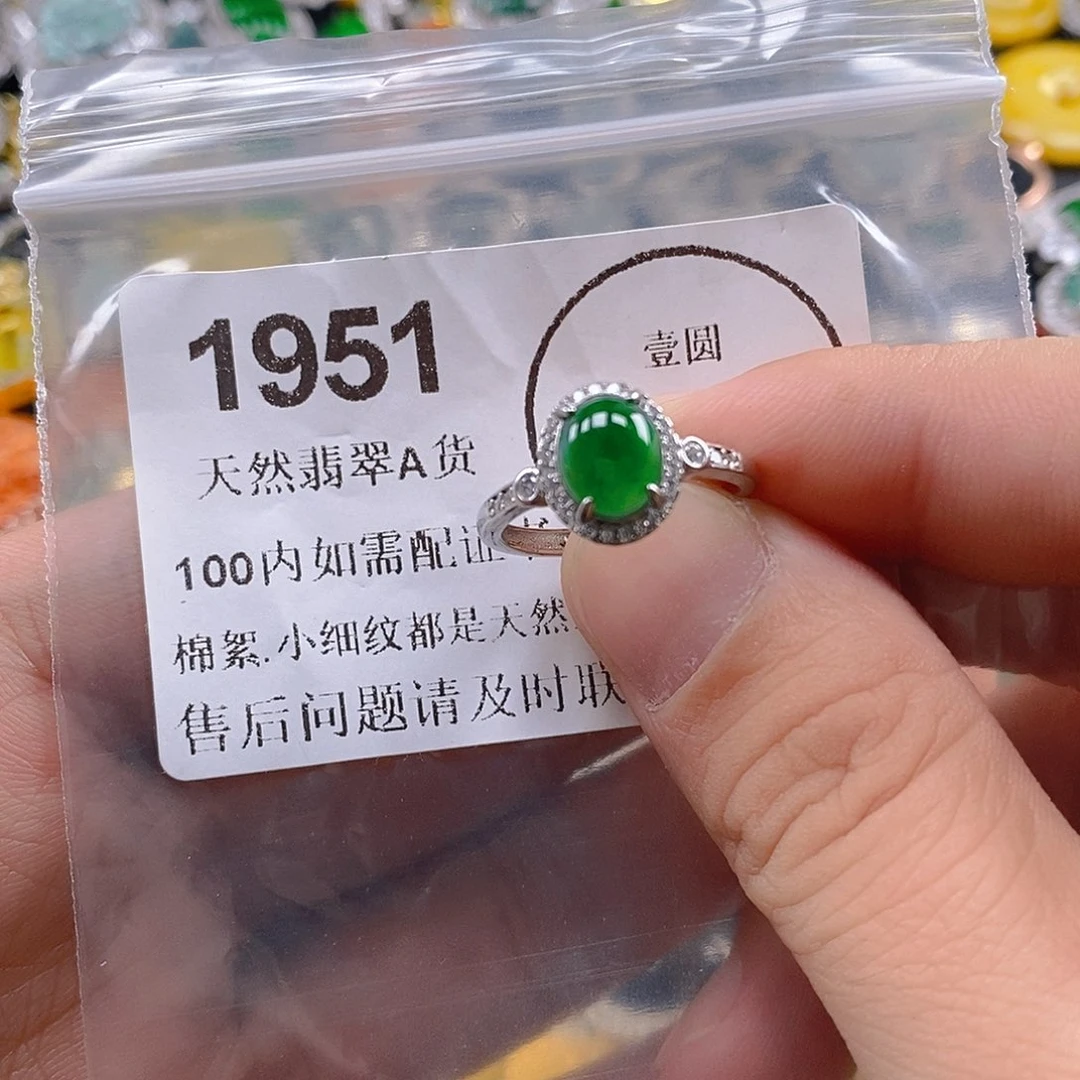 1951
壹圆
天然翡翠A货
100内如需配证
棉絮.小细纹都是天然
售后问题请及时联